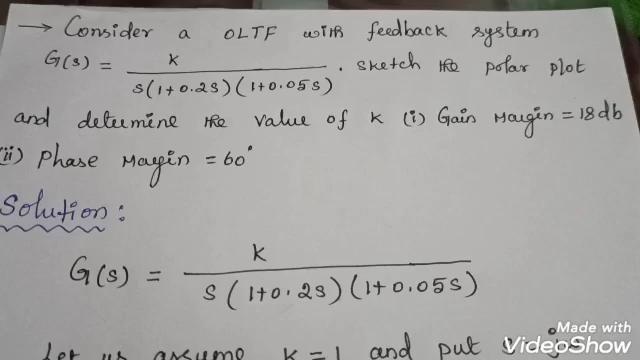 → Consider a OLTF with feedback system
G(s) = K / s(1+0.2s)(1+0.05s) . sketch the polar plot
and determine the value of K (i) Gain Margin = 18db
(ii) Phase Margin = 60°
Solution :
G(s) = K / s(1+0.2s)(1+0.05s)
Let us assume K = 1 and put
Made with
VideoShow